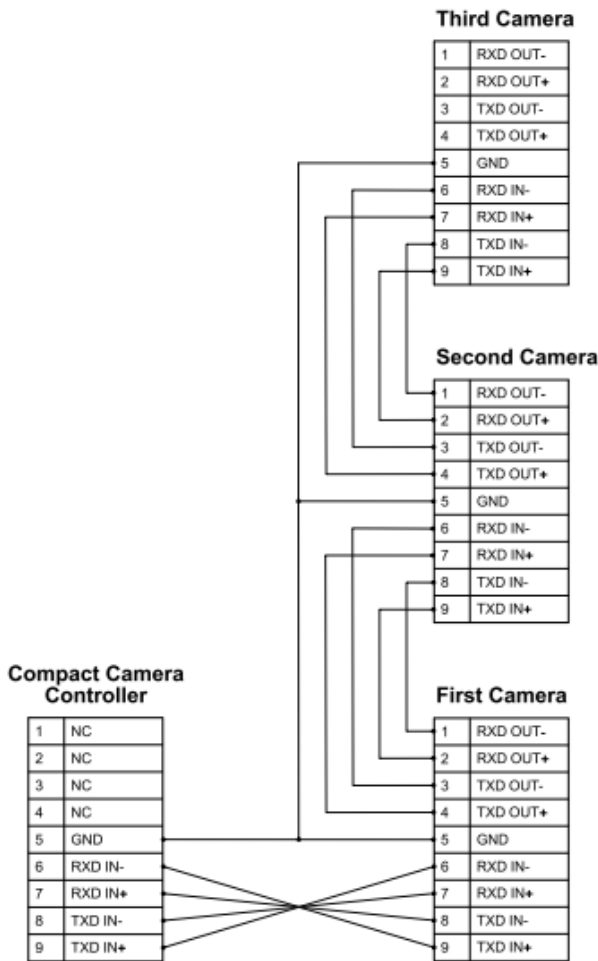 Third Camera
1 RXD OUT-
2 RXD OUT+
3 TXD OUT-
4 TXD OUT+
5 GND
6 RXD IN-
7 RXD IN+
8 TXD IN-
9 TXD IN+
Second Camera
1 RXD OUT-
2 RXD OUT+
3 TXD OUT-
4 TXD OUT+
5 GND
6 RXD IN-
7 RXD IN+
8 TXD IN-
9 TXD IN+
Compact Camera
Controller
1 NC
2 NC
3 NC
4 NC
5 GND
6 RXD IN-
7 RXD IN+
8 TXD IN-
9 TXD IN+
First Camera
1 RXD OUT-
2 RXD OUT+
3 TXD OUT-
4 TXD OUT+
5 GND
6 RXD IN-
7 RXD IN+
8 TXD IN-
9 TXD IN+